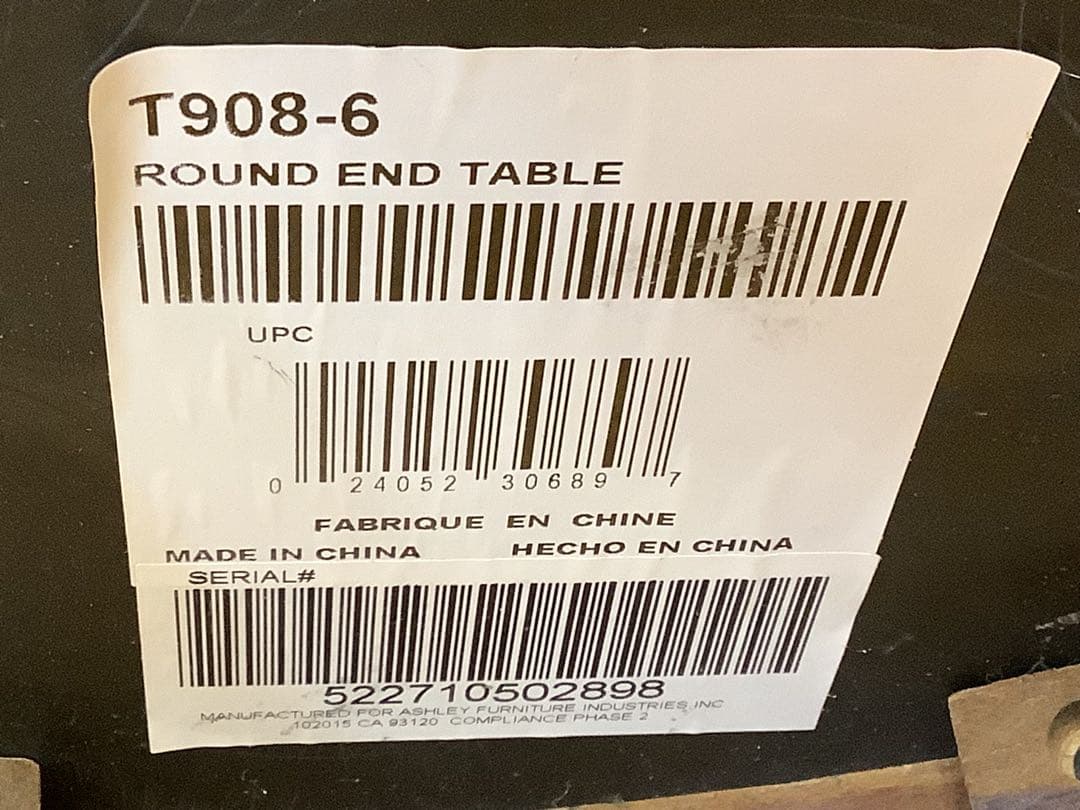 T908-6
ROUND END TABLE
UPC
0 24052 30689 7
FABRIQUE EN CHINE
MADE IN CHINA HECHO EN CHINA
SERIAL#
522710502898
MANUFACTURED FOR ASHLEY FURNITURE INDUSTRIES INC
102015 CA 93120 COMPLIANCE PHASE 2